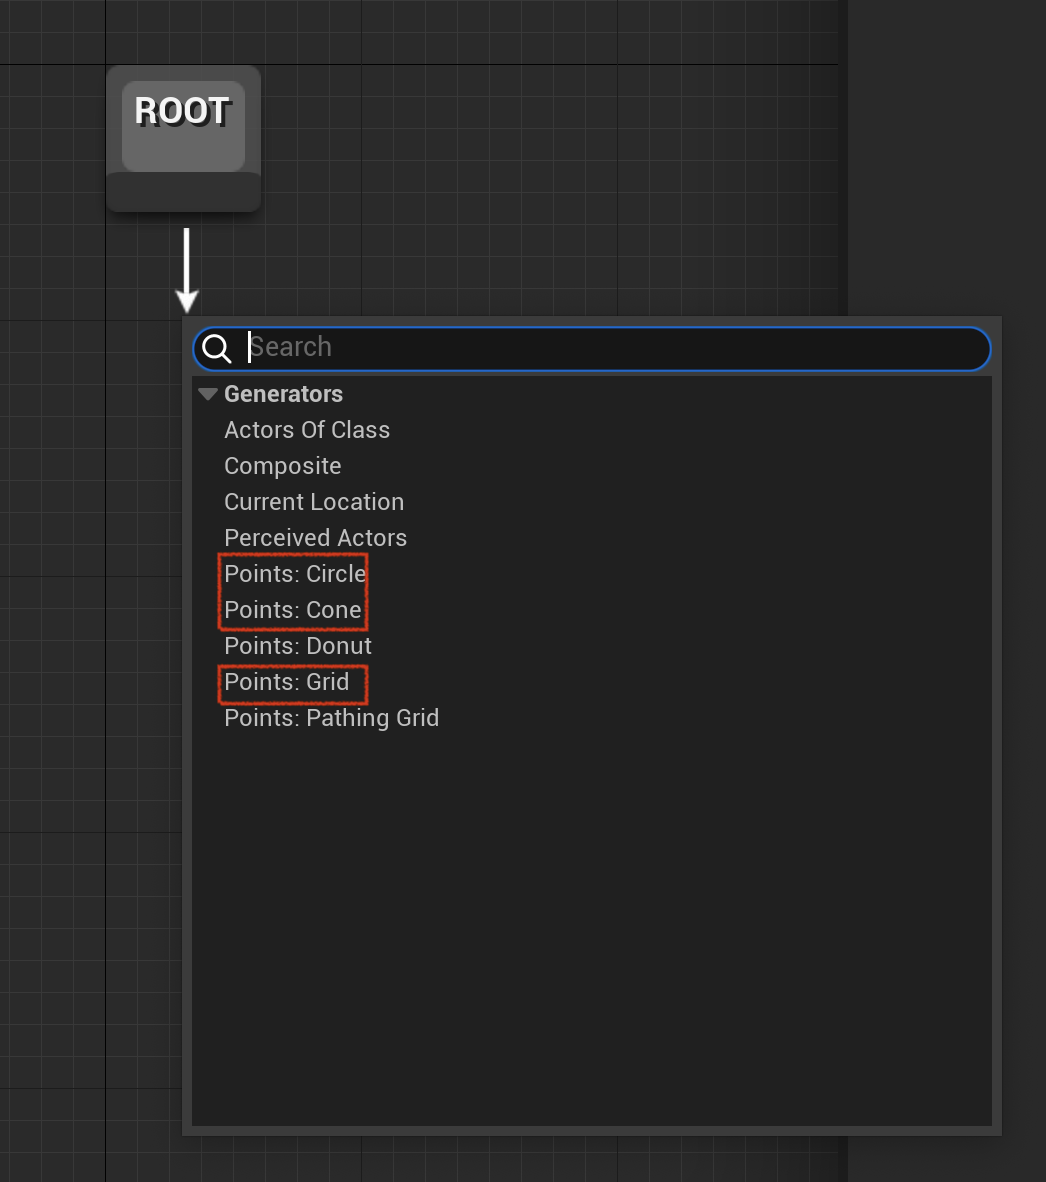 ROOT
Search
Generators
Actors Of Class
Composite
Current Location
Perceived Actors
Points: Circle
Points: Cone
Points: Donut
Points: Grid
Points: Pathing Grid